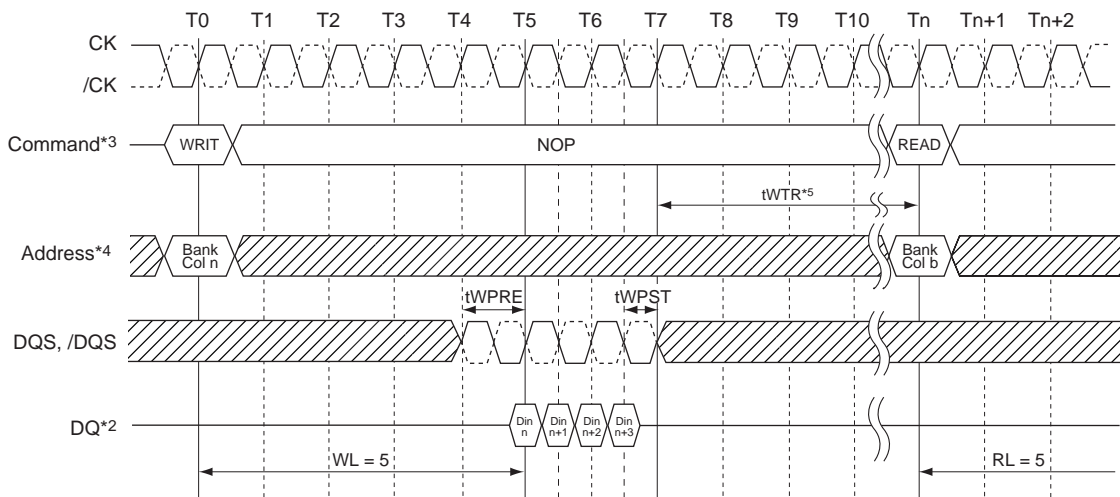 T0 T1 T2 T3 T4 T5 T6 T7 T8 T9 T10 Tn Tn+1 Tn+2
CK
/CK
Command*3 WRIT NOP READ
tWTR*5
Address*4 Bank Col n Bank Col b
tWPRE tWPST
DQS, /DQS
DQ*2 Din n Din n+1 Din n+2 Din n+3
WL = 5 RL = 5